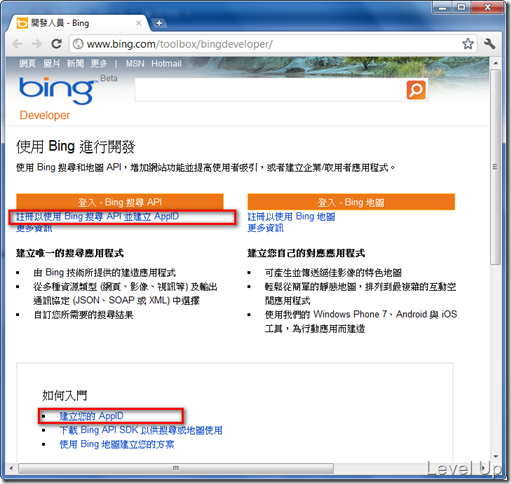 開發人員 - Bing
www.bing.com/toolbox/bingdeveloper/
網頁 圖片 新聞 更多 | MSN Hotmail
bing Beta
Developer
使用 Bing 進行開發
使用 Bing 搜尋和地圖 API，增加網站功能並提高使用者吸引，或者建立企業/取用者應用程式。
登入 - Bing 搜尋 API
註冊以使用 Bing 搜尋 API 並建立 AppID
更多資訊
建立唯一的搜尋應用程式
由 Bing 技術所提供的建造應用程式
從多種資源類型 (網頁、影像、視訊等) 及輸出
通訊協定 (JSON、SOAP 或 XML) 中選擇
自訂您所需要的搜尋結果
登入 - Bing 地圖
註冊以使用 Bing 地圖
更多資訊
建立您自己的對應應用程式
可產生並傳送絕佳影像的特色地圖
輕鬆從簡單的靜態地圖，排列到最複雜的互動空
間應用程式
使用我們的 Windows Phone 7、Android 與 iOS
工具，為行動應用而建造
如何入門
建立您的 AppID
下載 Bing API SDK 以供搜尋或地圖使用
使用 Bing 地圖建立您的方案
Level Up